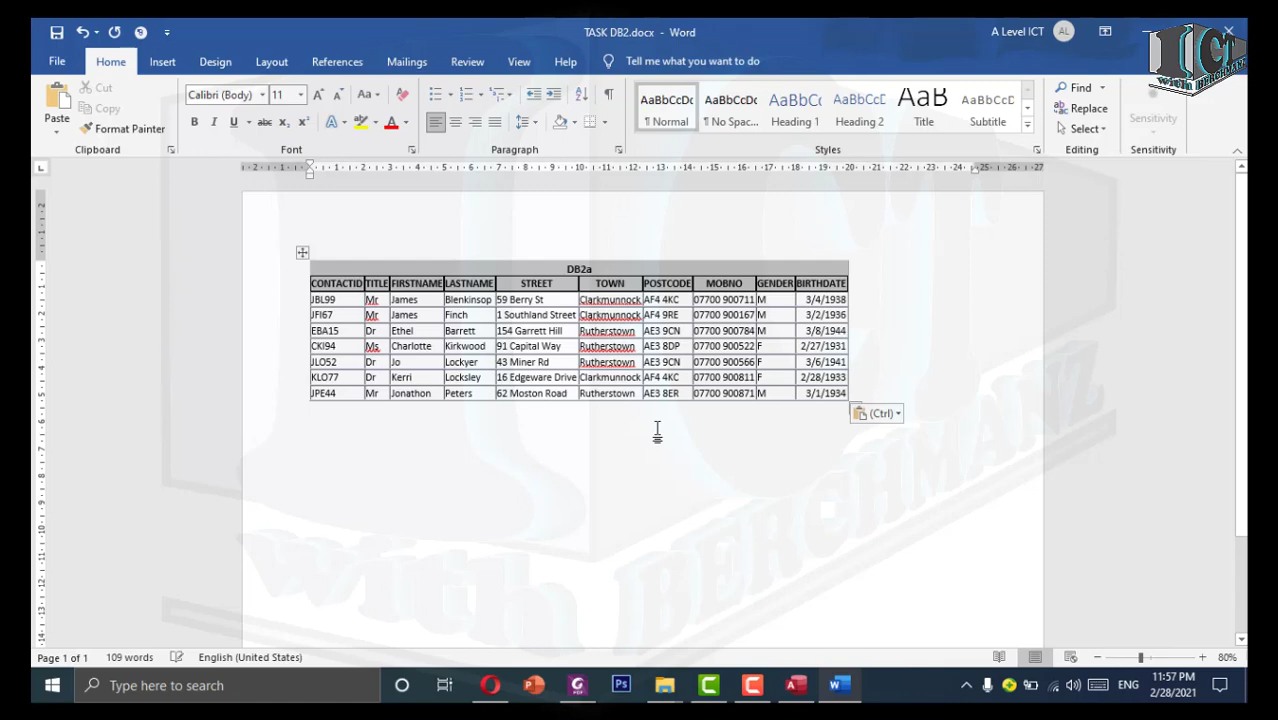 TASK DB2.docx - Word
A Level ICT
AL
File Home Insert Design Layout References Mailings Review View Help Tell me what you want to do
Paste
Cut
Copy
Format Painter
Clipboard
Calibri (Body) 11
Font
Paragraph
AaBbCcDc AaBbCcDc AaBbC AaBbCcE AaB AaBbCcD
¶ Normal ¶ No Spac... Heading 1 Heading 2 Title Subtitle
Styles
Find
Replace
Select
Editing
Sensitivity
Sensitivity
ICT
with BERCHMANZ
DB2a
CONTACTID TITLE FIRSTNAME LASTNAME STREET TOWN POSTCODE MOBNO GENDER BIRTHDATE
JBL99 Mr James Blenkinsop 59 Berry St Clarkmunnock AF4 4KC 07700 900711 M 3/4/1938
JFI67 Mr James Finch 1 Southland Street Clarkmunnock AF4 9RE 07700 900167 M 3/2/1936
EBA15 Dr Ethel Barrett 154 Garrett Hill Rutherstown AE3 9CN 07700 900784 M 3/8/1944
CKI94 Ms Charlotte Kirkwood 91 Capital Way Rutherstown AE3 8DP 07700 900522 F 2/27/1931
JLO52 Dr Jo Lockyer 43 Miner Rd Rutherstown AE3 9CN 07700 900566 F 3/6/1941
KLO77 Dr Kerri Locksley 16 Edgeware Drive Clarkmunnock AF4 4KC 07700 900811 F 2/28/1933
JPE44 Mr Jonathon Peters 62 Moston Road Rutherstown AE3 8ER 07700 900871 M 3/1/1934
(Ctrl)
with BERCHMANZ
Page 1 of 1 109 words English (United States) 80%
Type here to search
ENG
11:57 PM
2/28/2021